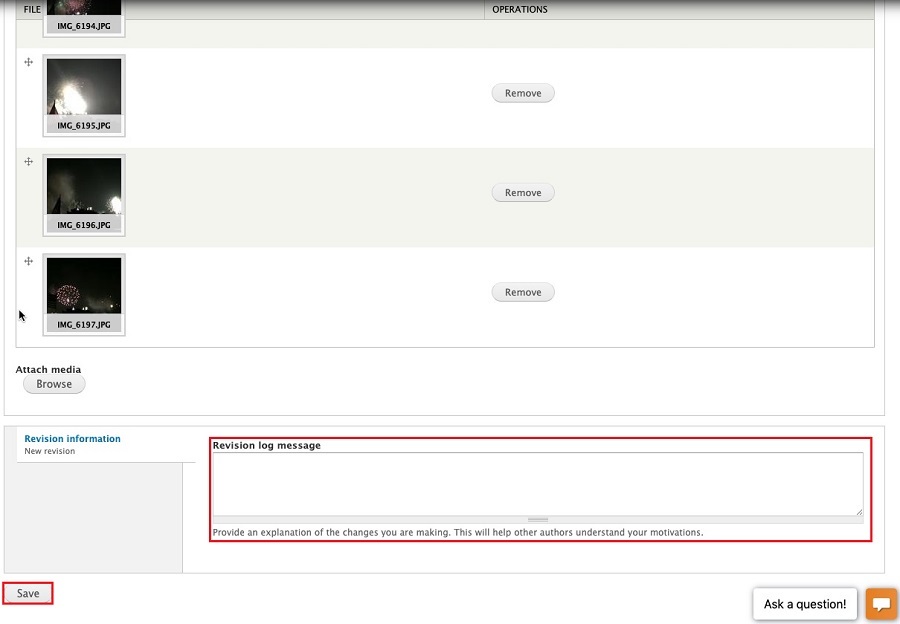 FILE OPERATIONS
IMG_6194.JPG
IMG_6195.JPG
Remove
IMG_6196.JPG
Remove
IMG_6197.JPG
Remove
Attach media
Browse
Revision information
New revision
Revision log message
Provide an explanation of the changes you are making. This will help other authors understand your motivations.
Save
Ask a question!